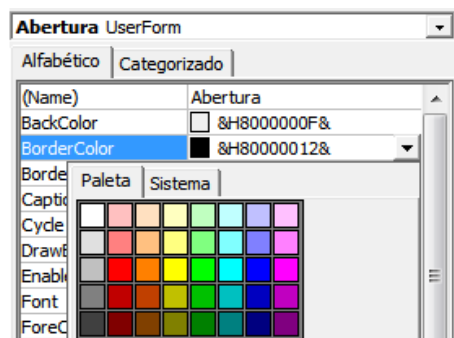 Abertura UserForm
Alfabético Categorizado
(Name) Abertura
BackColor &H8000000F&
BorderColor &H80000012&
Paleta Sistema
Font